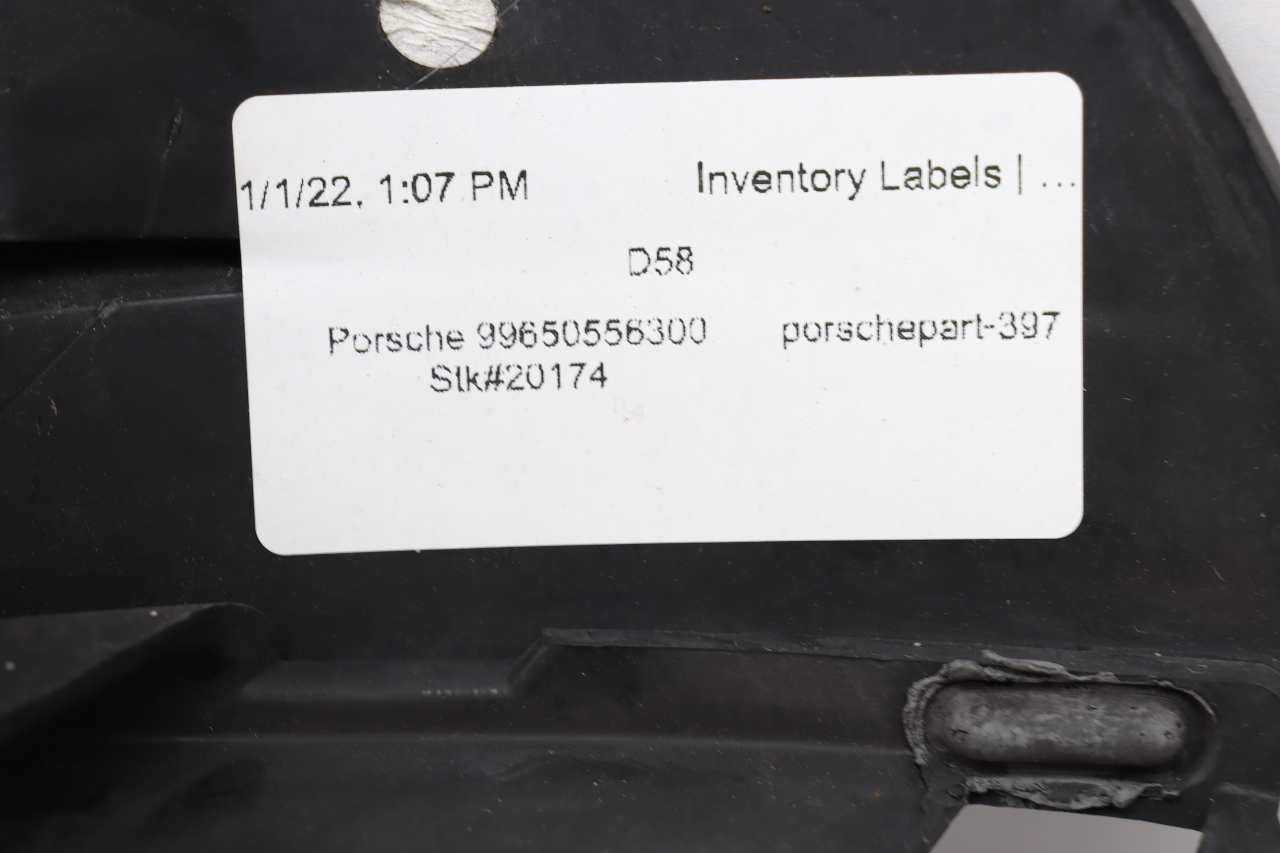 1/1/22, 1:07 PM Inventory Labels | ...
D58
Porsche 99650556300 porschepart-397
Stk#20174